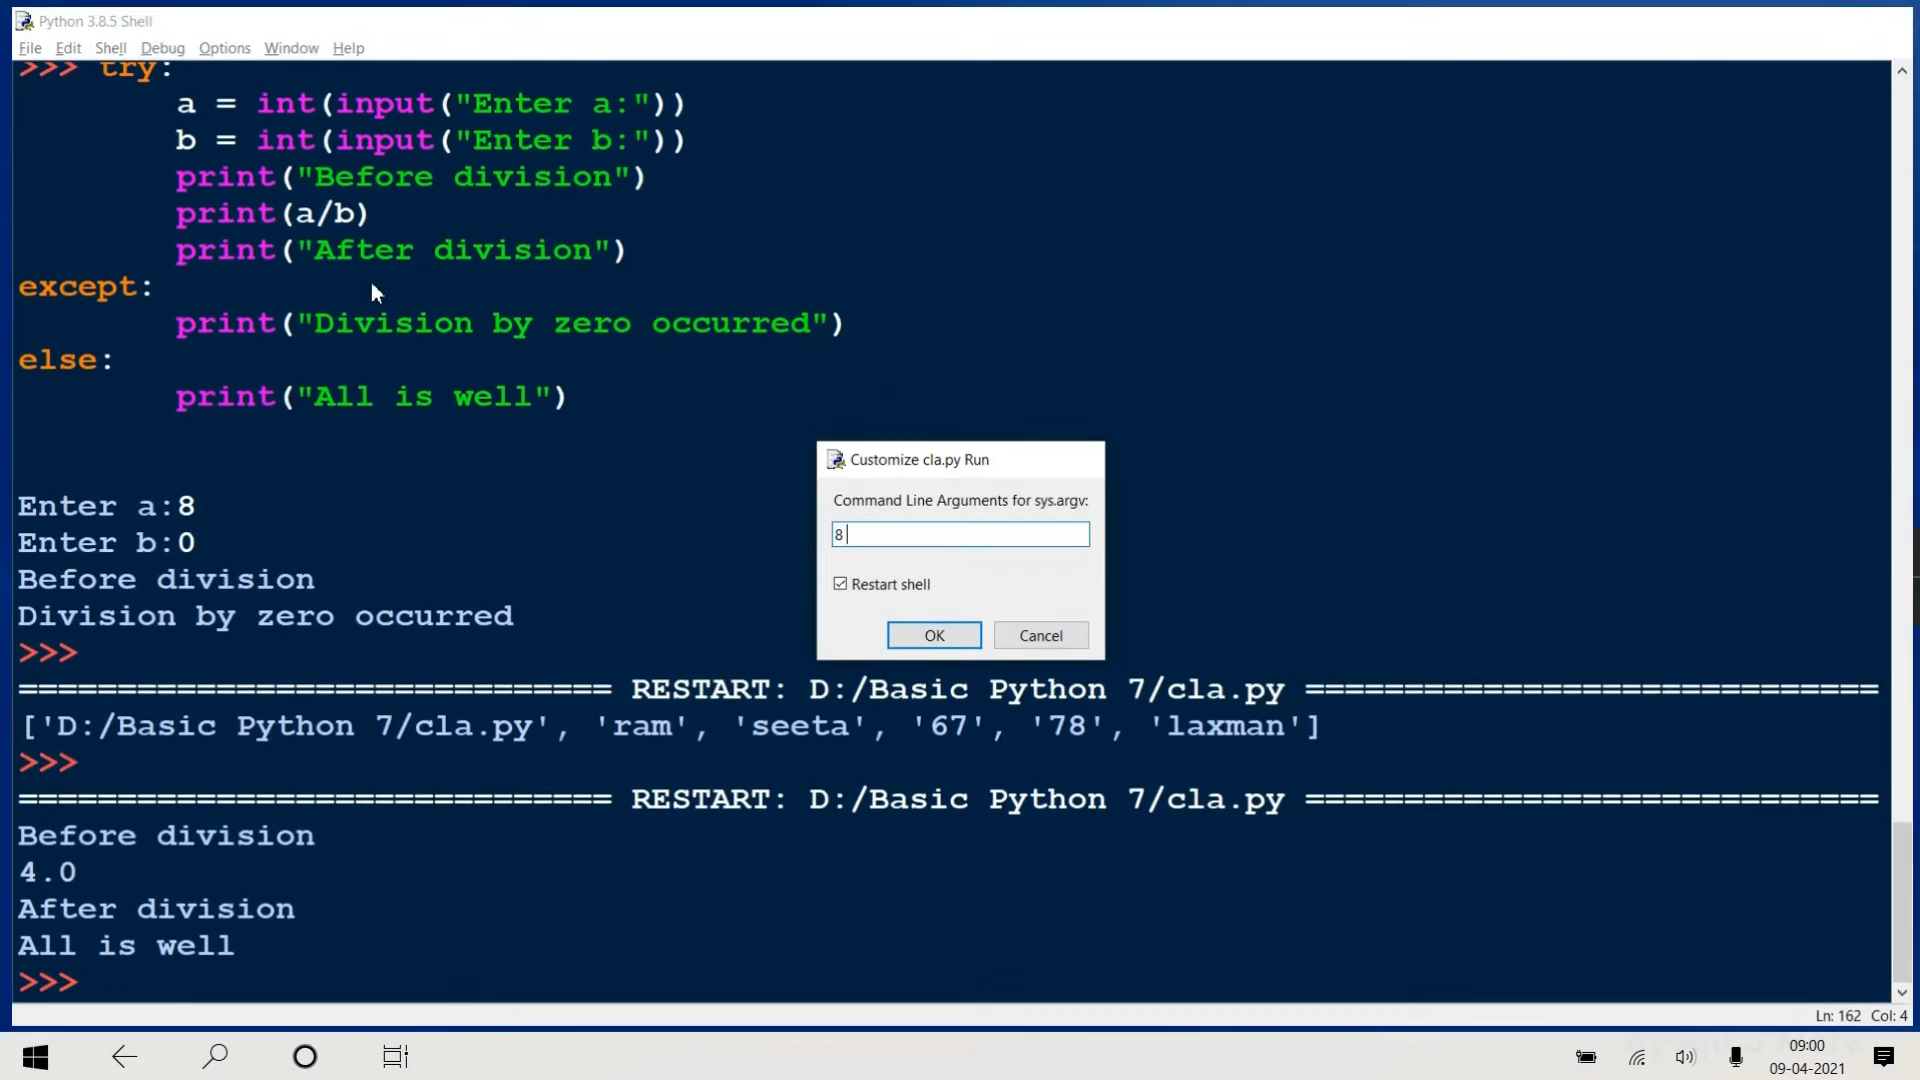 Python 3.8.5 Shell
File Edit Shell Debug Options Window Help
>>> try:
a = int(input("Enter a:"))
b = int(input("Enter b:"))
print("Before division")
print(a/b)
print("After division")
except:
print("Division by zero occurred")
else:
print("All is well")
Customize cla.py Run
Command Line Arguments for sys.argv:
8
Restart shell
OK Cancel
Enter a:8
Enter b:0
Before division
Division by zero occurred
>>>
============================== RESTART: D:/Basic Python 7/cla.py =============================
['D:/Basic Python 7/cla.py', 'ram', 'seeta', '67', '78', 'laxman']
>>>
============================== RESTART: D:/Basic Python 7/cla.py =============================
Before division
4.0
After division
All is well
>>>
Ln: 162 Col: 4
09:00
09-04-2021